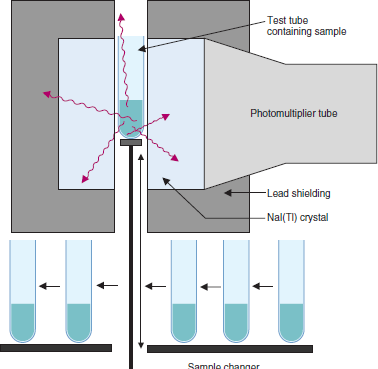 Test tube
containing sample
Photomultiplier tube
Lead shielding
NaI(Tl) crystal
Sample changer